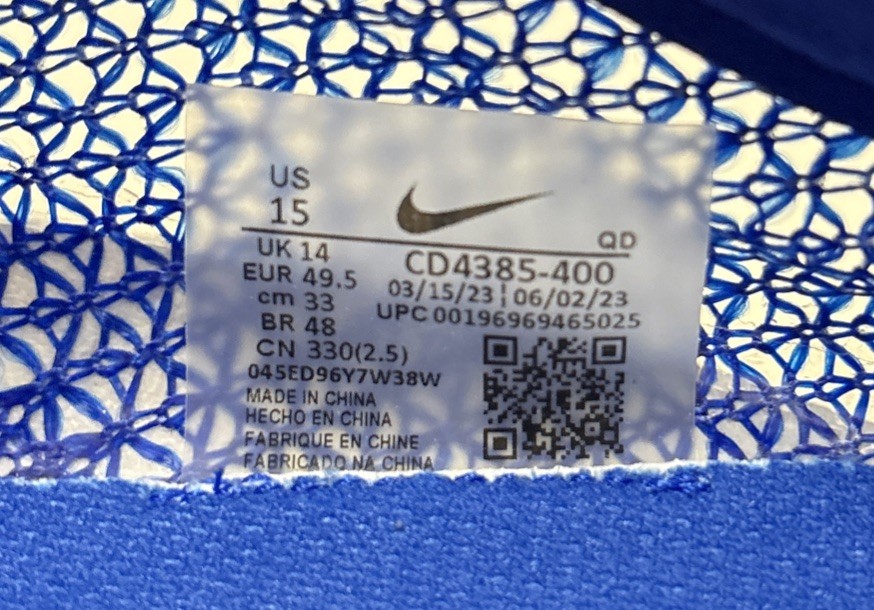 US
15
QD
UK 14
EUR 49.5
cm 33
BR 48
CN 330(2.5)
CD4385-400
03/15/23 | 06/02/23
UPC 00196969465025
045ED96Y7W38W
MADE IN CHINA
HECHO EN CHINA
FABRIQUE EN CHINE
FABRICADO NA CHINA